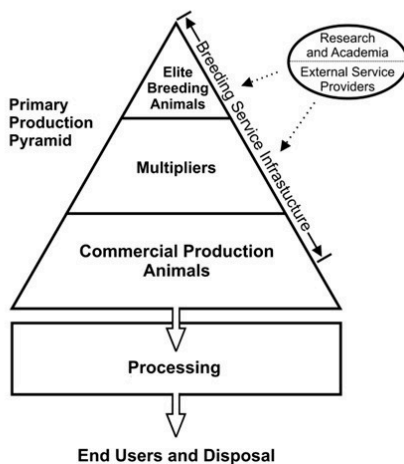 Research
and Academia
External Service
Providers
Breeding Service Infrastucture
Elite
Breeding
Animals
Primary
Production
Pyramid
Multipliers
Commercial Production
Animals
Processing
End Users and Disposal